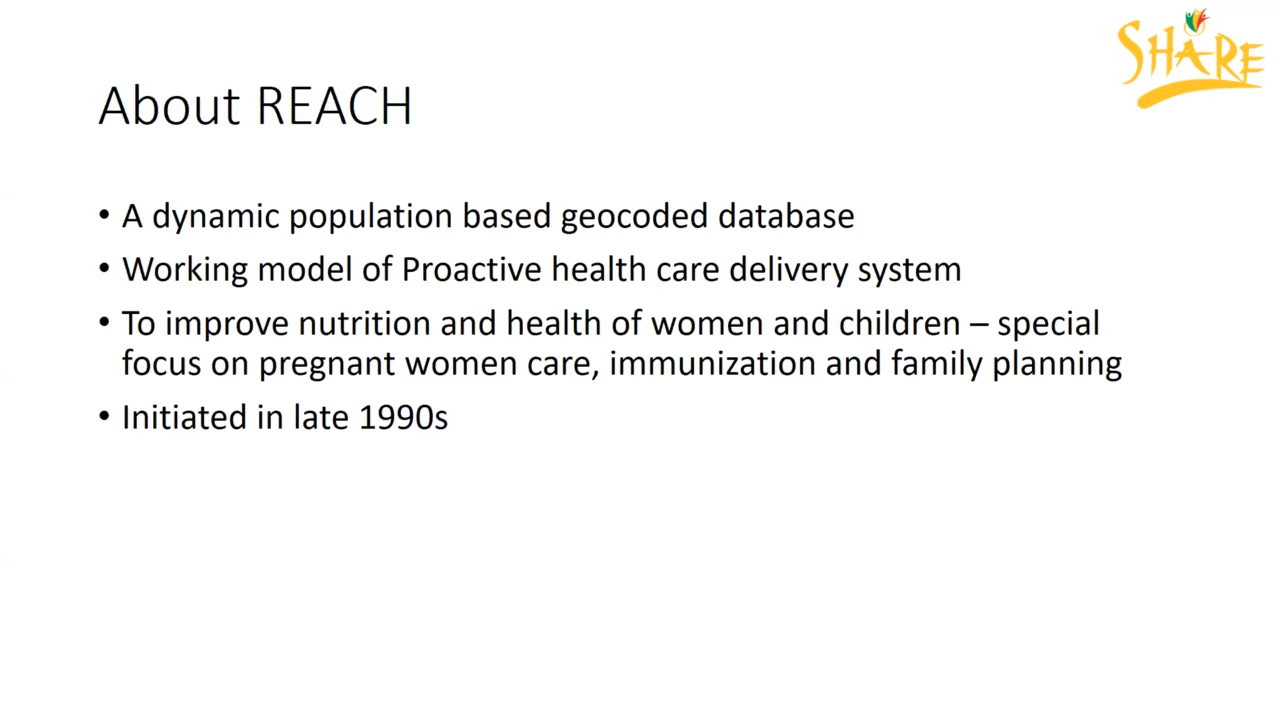 SHARE
About REACH
• A dynamic population based geocoded database
• Working model of Proactive health care delivery system
• To improve nutrition and health of women and children – special
focus on pregnant women care, immunization and family planning
• Initiated in late 1990s